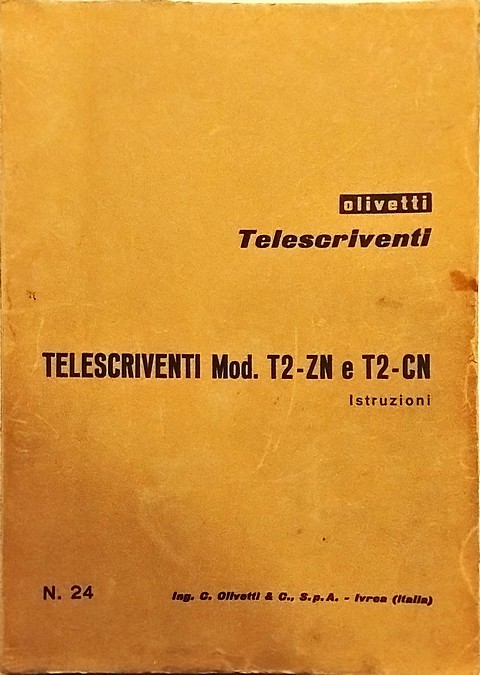 olivetti
Telescriventi
TELESCRIVENTI Mod. T2-ZN e T2-CN
Istruzioni
N. 24
Ing. C. Olivetti & C., S.p.A. - Ivrea (Italia)